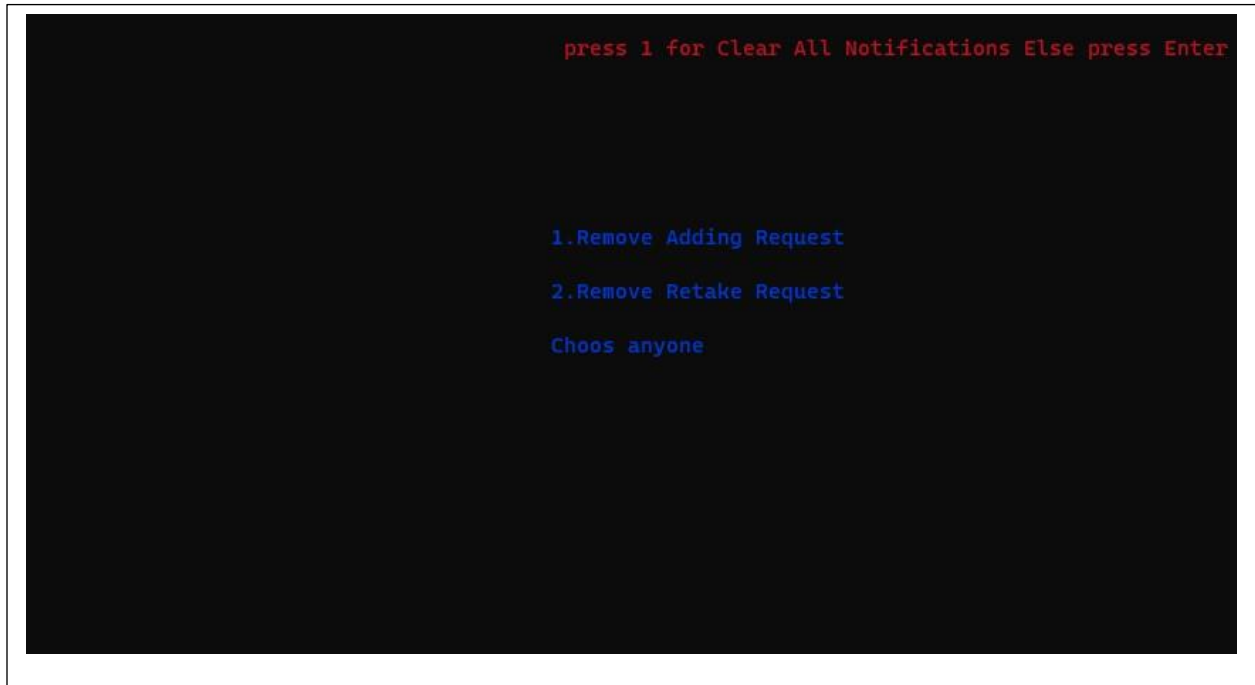 press 1 for Clear All Notifications Else press Enter
1.Remove Adding Request
2.Remove Retake Request
Choos anyone